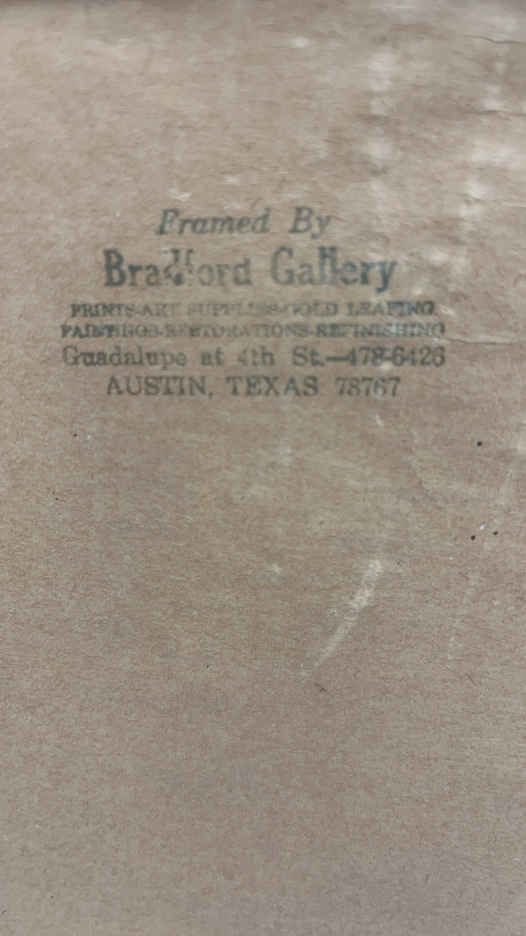 Framed By
Bradford Gallery
PRINTS-ART SUPPLIES-GOLD LEAFING
PAINTINGS-RESTORATIONS-REFINISHING
Guadalupe at 4th St.—478-6426
AUSTIN, TEXAS 78767